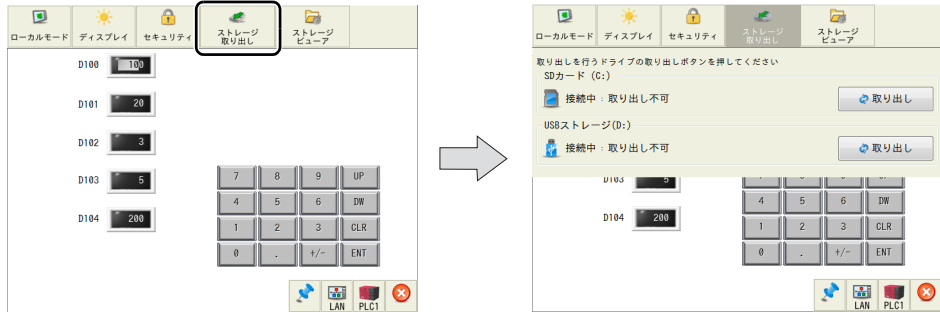 ローカルモード ディスプレイ セキュリティ ストレージ
取り出し ストレージ
ビューア
D100 100
D101 20
D102 3
D103 5
D104 200
7 8 9 UP
4 5 6 DW
1 2 3 CLR
0 . +/- ENT
LAN PLC1
ローカルモード ディスプレイ セキュリティ ストレージ
取り出し ストレージ
ビューア
取り出しを行うドライブの取り出しボタンを押してください
SDカード (C:)
接続中 : 取り出し不可 取り出し
USBストレージ(D:)
接続中 : 取り出し不可 取り出し
D103 5
D104 200
4 5 6 DW
1 2 3 CLR
0 . +/- ENT
LAN PLC1